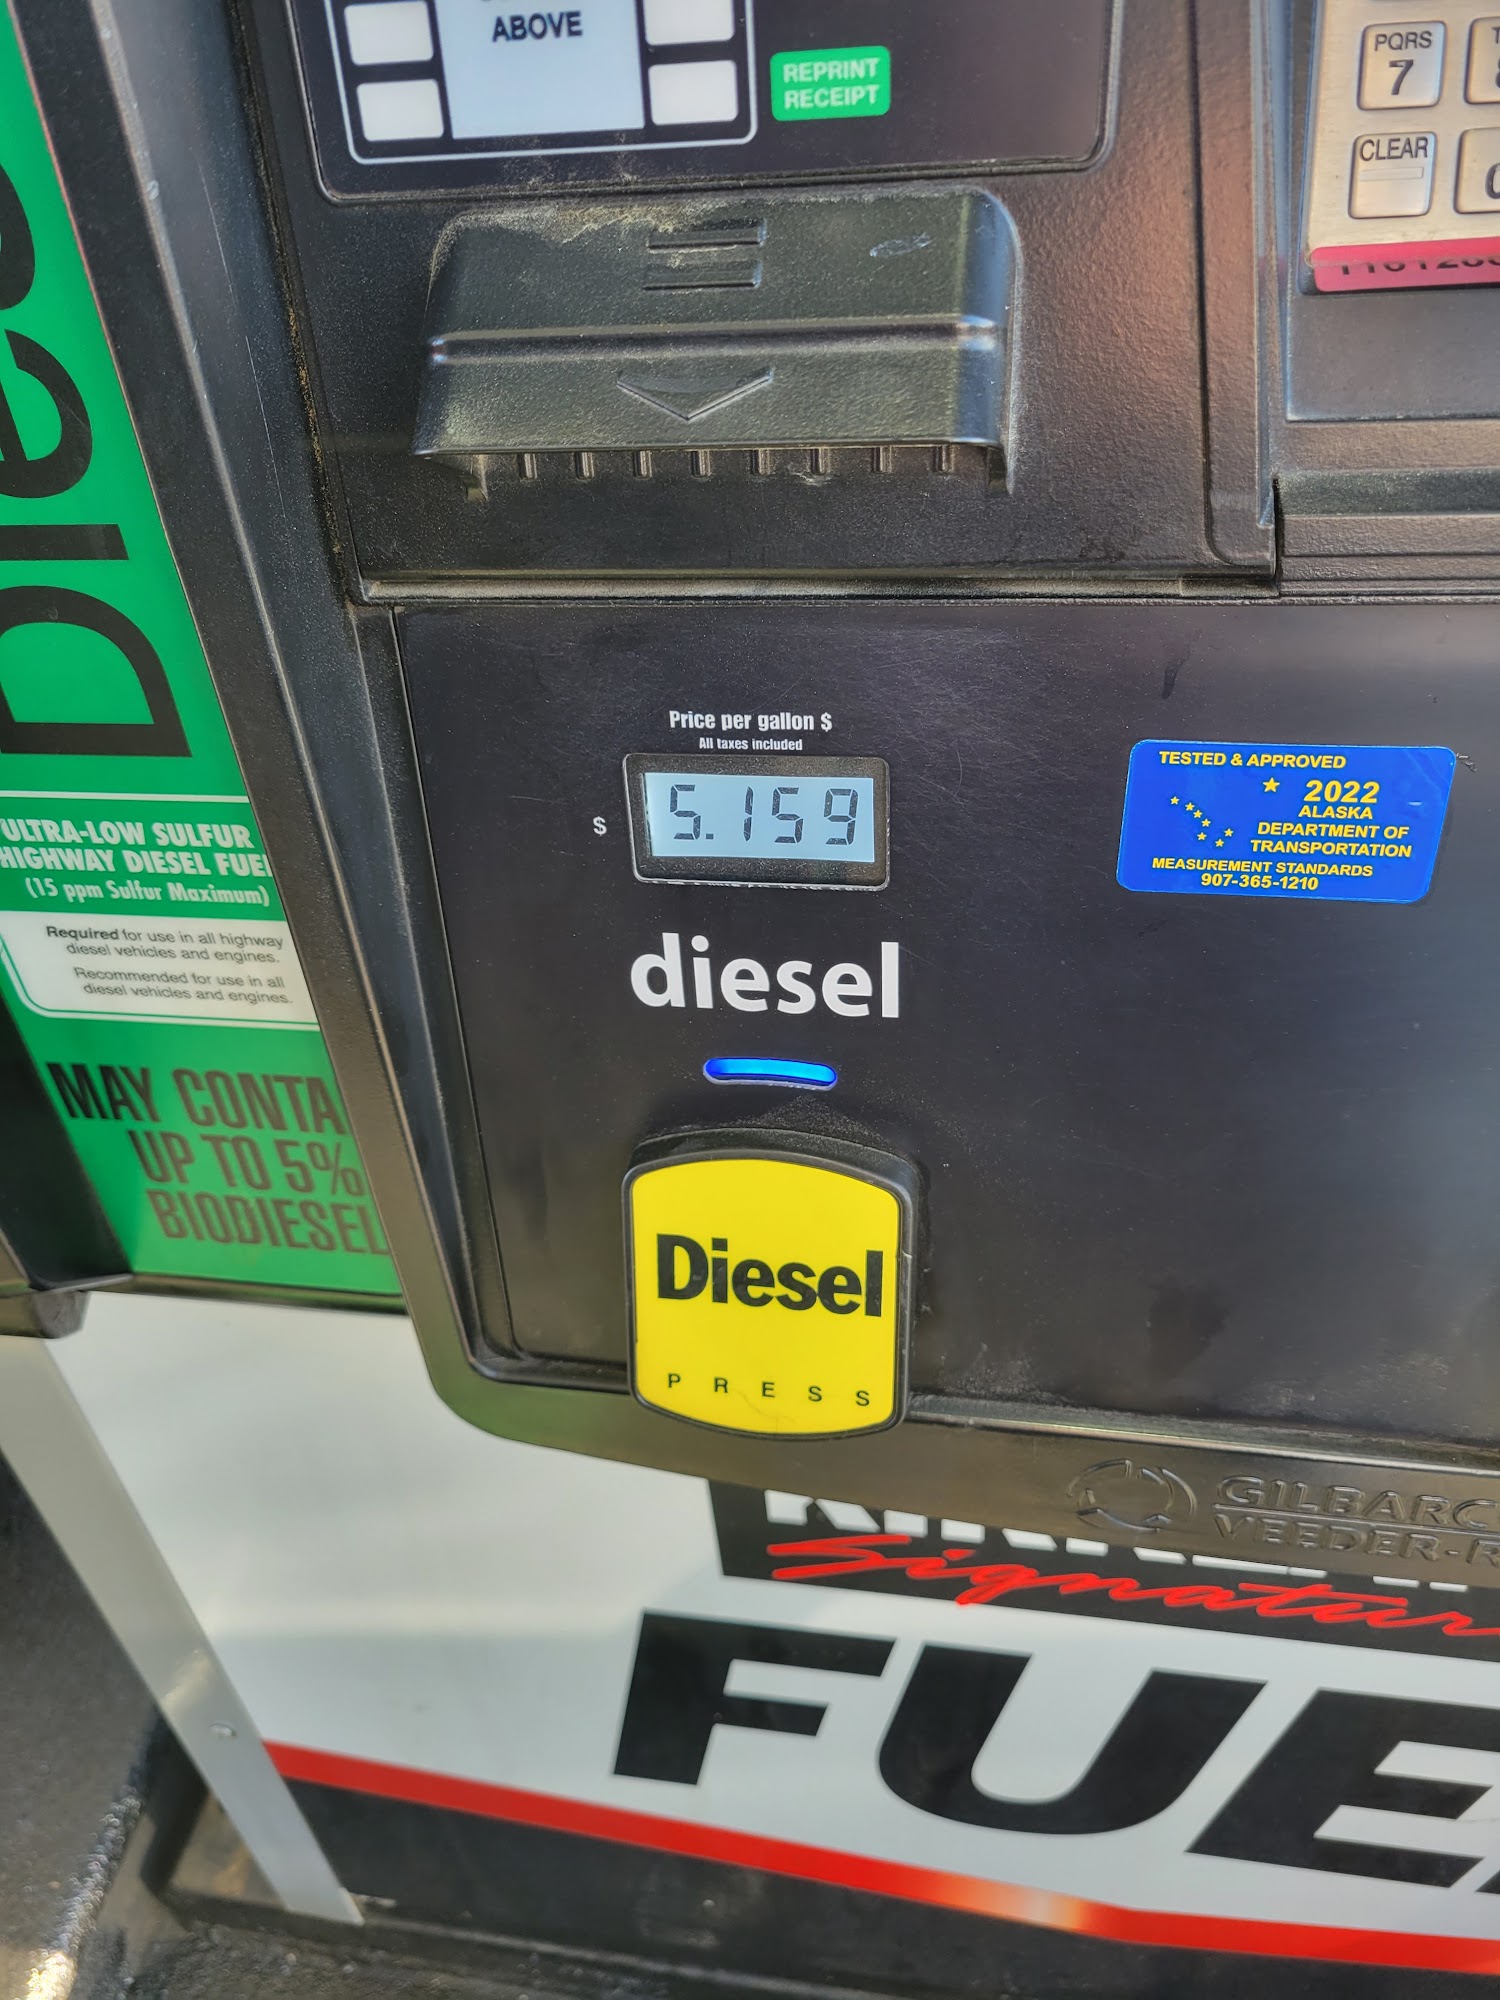 ABOVE
REPRINT
RECEIPT
PQRS
7
CLEAR
Price per gallon $
All taxes included
$ 5.159
diesel
TESTED & APPROVED
2022
ALASKA
DEPARTMENT OF
TRANSPORTATION
MEASUREMENT STANDARDS
907-365-1210
Diesel
ULTRA-LOW SULFUR
HIGHWAY DIESEL FUEL
(15 ppm Sulfur Maximum)
Required for use in all highway
diesel vehicles and engines.
Recommended for use in all
diesel vehicles and engines.
MAY CONTA
UP TO 5%
BIODIESEL
Diesel
PRESS
GILBARC
VEEDER-R
Signatur
FUE